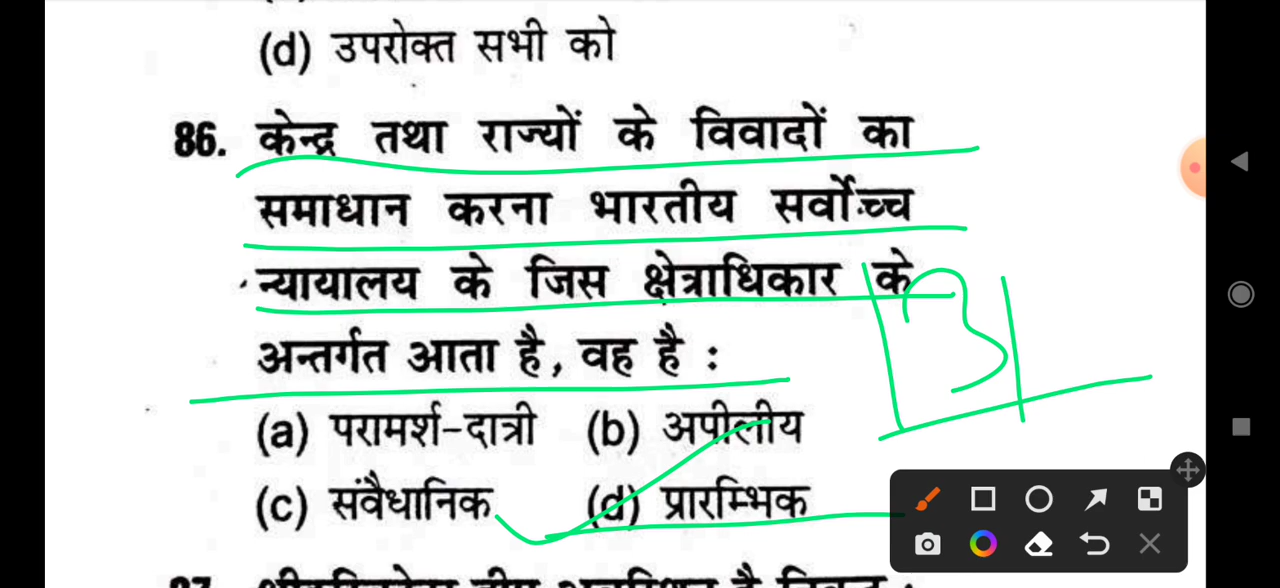 (d) उपरोक्त सभी को
86. केन्द्र तथा राज्यों के विवादों का
समाधान करना भारतीय सर्वोच्च
न्यायालय के जिस क्षेत्राधिकार के
अन्तर्गत आता है, वह है :
(a) परामर्श-दात्री (b) अपीलीय
(c) संवैधानिक (d) प्रारम्भिक